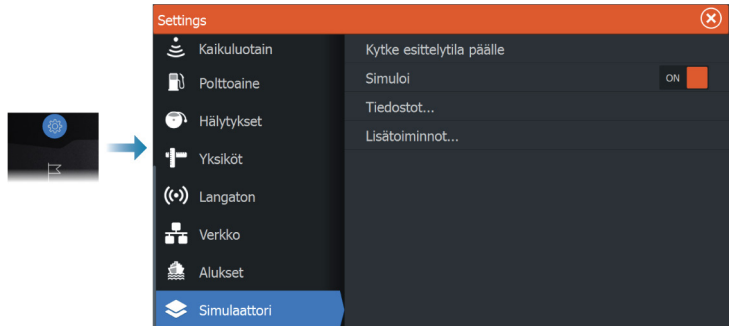 Settings
Kaikuluotain
Polttoaine
Hälytykset
Yksiköt
Langaton
Verkko
Alukset
Simulaattori
Kytke esittelytila päälle
Simuloi ON
Tiedostot...
Lisätoiminnot...